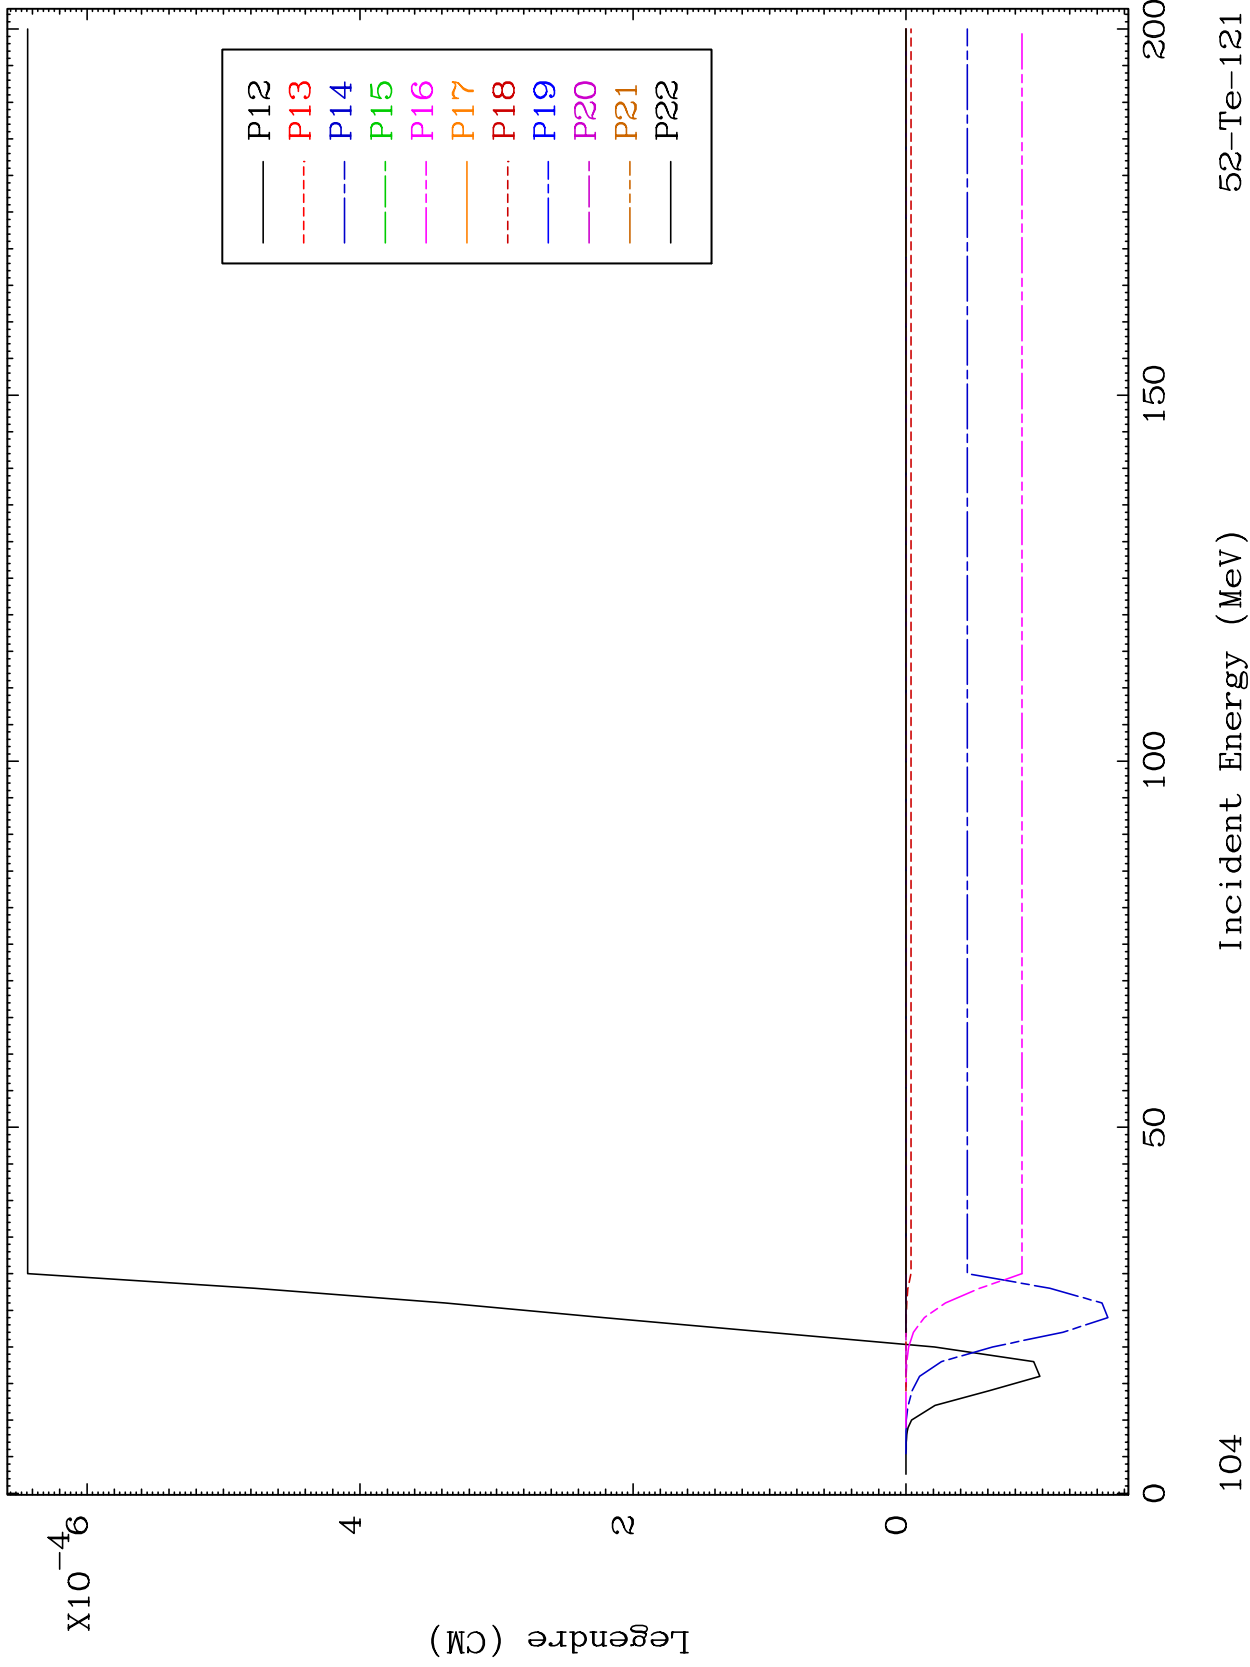 X10-4
6
4
2
0
Legendre (CM)
P12
P13
P14
P15
P16
P17
P18
P19
P20
P21
P22
0
50
100
150
200
104
Incident Energy (MeV)
52-Te-121